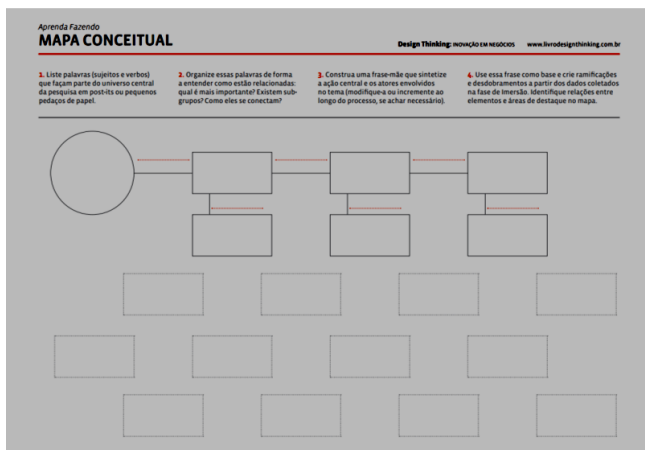 Aprenda Fazendo
MAPA CONCEITUAL
Design Thinking: INOVAÇÃO EM NEGÓCIOS www.livrodesignthinking.com.br
1. Liste palavras (sujeitos e verbos)
que façam parte do universo central
da pesquisa em post-its ou pequenos
pedaços de papel.
2. Organize essas palavras de forma
a entender como estão relacionadas:
qual é mais importante? Existem sub-
grupos? Como eles se conectam?
3. Construa uma frase-mãe que sintetize
a ação central e os atores envolvidos
no tema (modifique-a ou incremente ao
longo do processo, se achar necessário).
4. Use essa frase como base e crie ramificações
e desdobramentos a partir dos dados coletados
na fase de Imersão. Identifique relações entre
elementos e áreas de destaque no mapa.